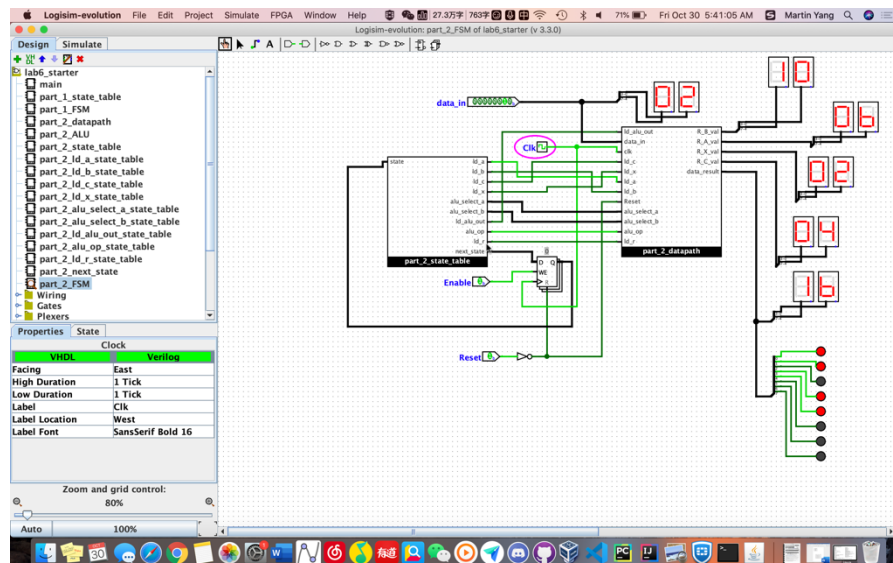 Logisim-evolution File Edit Project Simulate FPGA Window Help 27.3万字 763字 71% Fri Oct 30 5:41:05 AM Martin Yang
Logisim-evolution: part_2_FSM of lab6_starter (v 3.3.0)
Design Simulate
lab6_starter
main
part_1_state_table
part_1_FSM
part_2_datapath
part_2_ALU
part_2_state_table
part_2_ld_a_state_table
part_2_ld_b_state_table
part_2_ld_c_state_table
part_2_ld_x_state_table
part_2_alu_select_a_state_table
part_2_alu_select_b_state_table
part_2_ld_alu_out_state_table
part_2_alu_op_state_table
part_2_ld_r_state_table
part_2_next_state
part_2_FSM
Wiring
Gates
Plexers
Properties State
Clock
VHDL Verilog
Facing East
High Duration 1 Tick
Low Duration 1 Tick
Label Clk
Label Location West
Label Font SansSerif Bold 16
Zoom and grid control:
80%
Auto 100%
data_in 00000000
Clk
state
ld_a
ld_b
ld_c
ld_x
alu_select_a
alu_select_b
ld_alu_out
alu_op
ld_r
next_state
part_2_state_table
Enable
Reset
0
D Q
WE
ld_alu_out R_B_val
data_in R_A_val
clk R_X_val
ld_c R_C_val
ld_x data_result
ld_a
ld_b
Reset
alu_select_a
alu_select_b
alu_op
ld_r
part_2_datapath
02
10
06
02
04
16
30
有道
PC
IJ